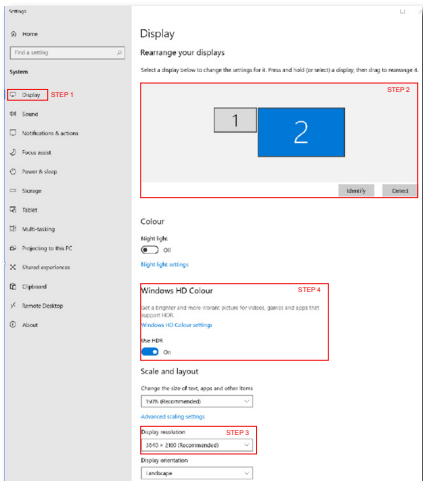 Settings
Home
Find a setting
System
Display STEP 1
Sound
Notifications & actions
Focus assist
Power & sleep
Storage
Tablet
Multi-tasking
Projecting to this PC
Shared experiences
Clipboard
Remote Desktop
About
Display
Rearrange your displays
Select a display below to change the settings for it. Press and hold (or select) a display, then drag to rearrange it.
STEP 2
1
2
Identify Detect
Colour
Night light
Off
Night light settings
Windows HD Colour STEP 4
Get a brighter and more vibrant picture for videos, games and apps that
support HDR.
Windows HD Colour settings
Use HDR
On
Scale and layout
Change the size of text, apps and other items
150% (Recommended)
Advanced scaling settings
Display resolution STEP 3
3840 × 2160 (Recommended)
Display orientation
Landscape